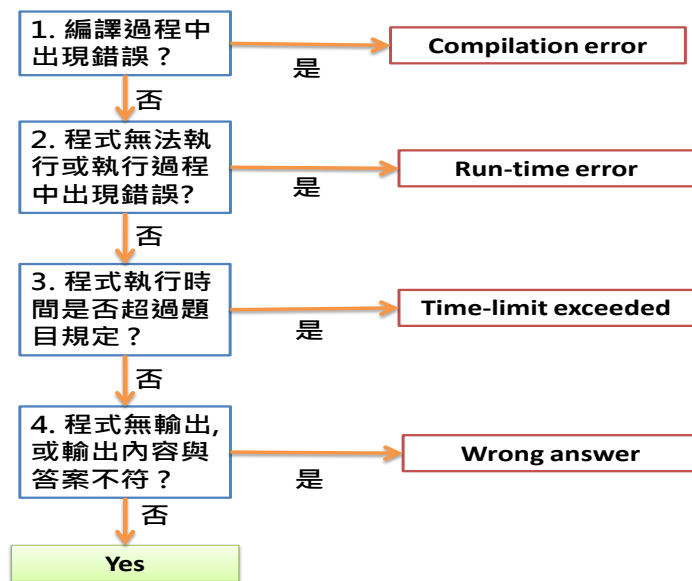 1. 編譯過程中
出現錯誤？
是
Compilation error
否
2. 程式無法執
行或執行過程
中出現錯誤?
是
Run-time error
否
3. 程式執行時
間是否超過題
目規定？
是
Time-limit exceeded
否
4. 程式無輸出,
或輸出內容與
答案不符？
是
Wrong answer
否
Yes